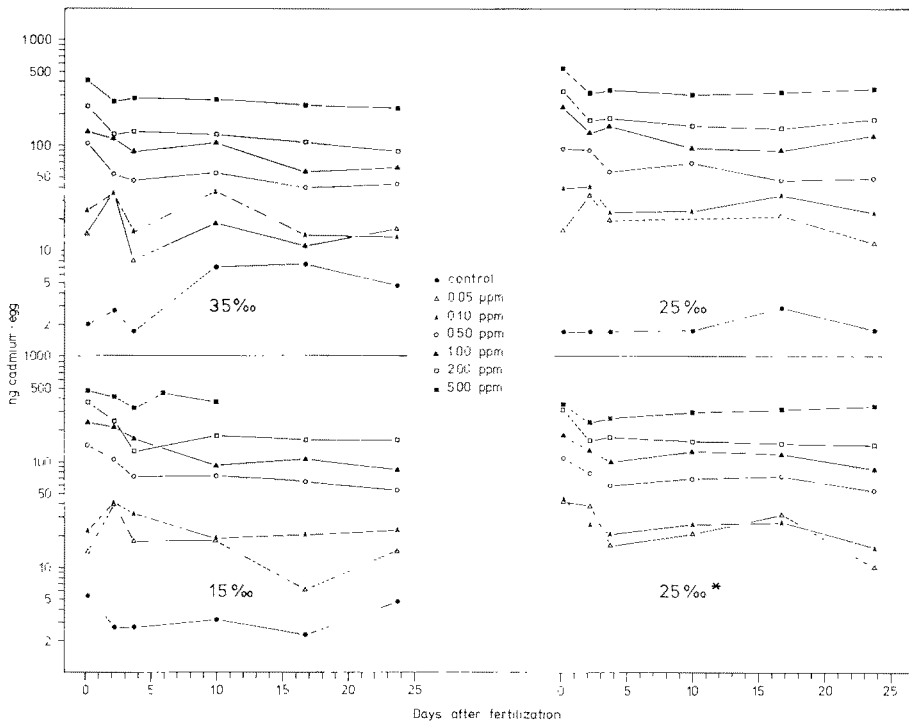 1000
500
100
50
10
5
2
1000
500
100
50
10
5
2
ng cadmium · egg
35‰
25‰
15‰
25‰*
control
0.05 ppm
0.10 ppm
0.50 ppm
1.00 ppm
2.00 ppm
5.00 ppm
0 5 10 15 20 25
0 5 10 15 20 25
Days after fertilization